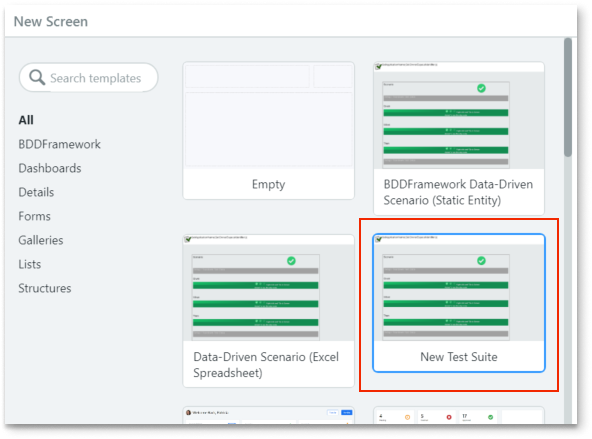 New Screen
Search templates
All
BDDFramework
Dashboards
Details
Forms
Galleries
Lists
Structures
Empty
BDDFramework Data-Driven
Scenario (Static Entity)
Data-Driven Scenario (Excel
Spreadsheet)
New Test Suite